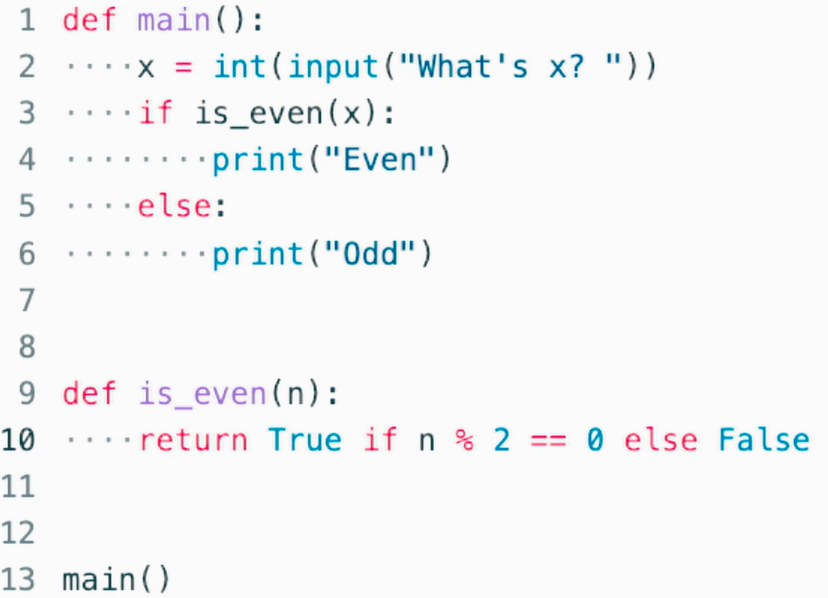 1 def main():
2 ····x = int(input("What's x? "))
3 ····if is_even(x):
4 ········print("Even")
5 ····else:
6 ········print("Odd")
7
8
9 def is_even(n):
10 ····return True if n % 2 == 0 else False
11
12
13 main()